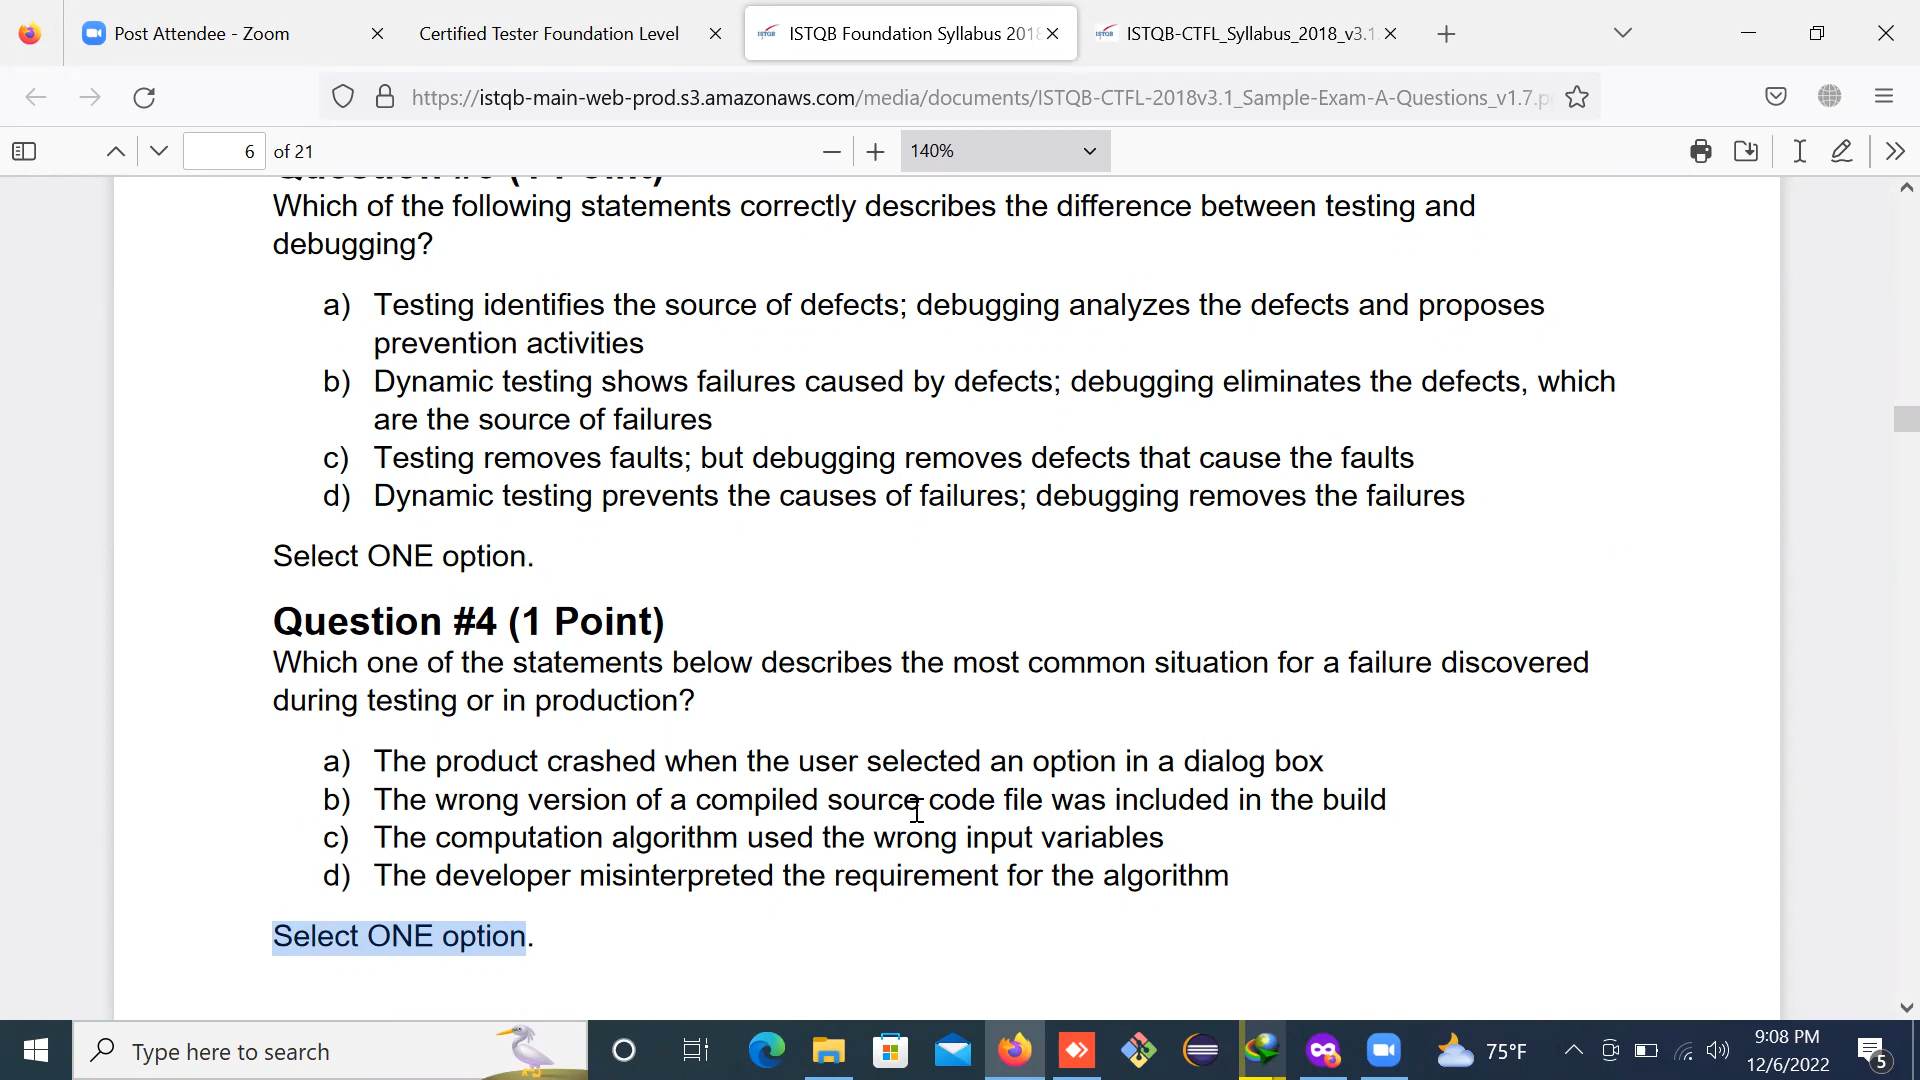 Post Attendee - Zoom
Certified Tester Foundation Level
ISTQB Foundation Syllabus 201
ISTQB-CTFL_Syllabus_2018_v3.1.
https://istqb-main-web-prod.s3.amazonaws.com/media/documents/ISTQB-CTFL-2018v3.1_Sample-Exam-A-Questions_v1.7.p
6 of 21
140%
Which of the following statements correctly describes the difference between testing and
debugging?
a) Testing identifies the source of defects; debugging analyzes the defects and proposes
prevention activities
b) Dynamic testing shows failures caused by defects; debugging eliminates the defects, which
are the source of failures
c) Testing removes faults; but debugging removes defects that cause the faults
d) Dynamic testing prevents the causes of failures; debugging removes the failures
Select ONE option.
Question #4 (1 Point)
Which one of the statements below describes the most common situation for a failure discovered
during testing or in production?
a) The product crashed when the user selected an option in a dialog box
b) The wrong version of a compiled source code file was included in the build
c) The computation algorithm used the wrong input variables
d) The developer misinterpreted the requirement for the algorithm
Select ONE option.
Type here to search
75°F
9:08 PM
12/6/2022
5